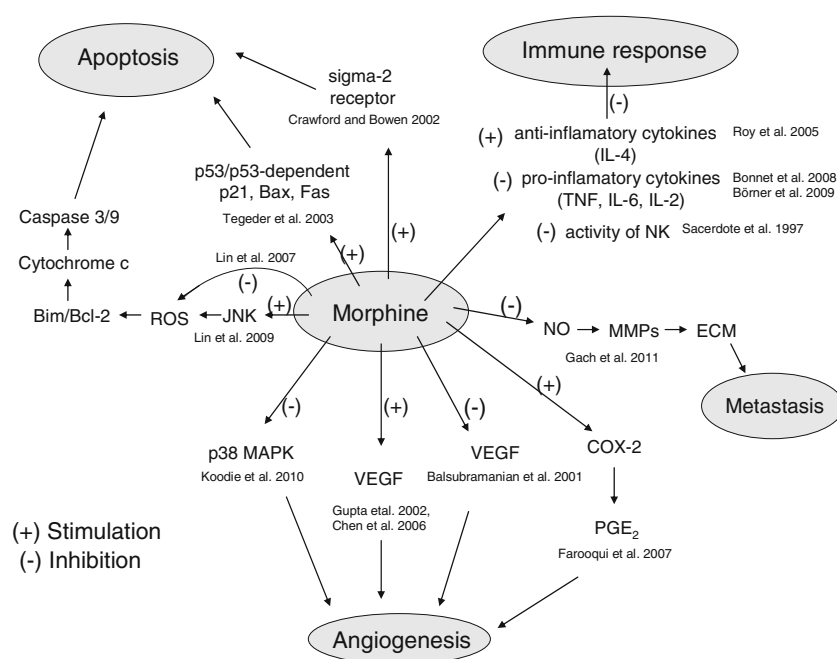 Apoptosis
Immune response
sigma-2
receptor
Crawford and Bowen 2002
(-)
(+) anti-inflamatory cytokines Roy et al. 2005
(IL-4)
(-) pro-inflamatory cytokines Bonnet et al. 2008
(TNF, IL-6, IL-2) Börner et al. 2009
(-) activity of NK Sacerdote et al. 1997
p53/p53-dependent
p21, Bax, Fas
Tegeder et al. 2003
(+)
(+)
Caspase 3/9
Cytochrome c
Bim/Bcl-2
ROS
JNK
(+)
Lin et al. 2009
Lin et al. 2007
(-)
Morphine
(-)
NO
MMPs
ECM
Gach et al. 2011
Metastasis
(-)
(+)
(-)
(+)
p38 MAPK
Koodie et al. 2010
VEGF
Gupta etal. 2002,
Chen et al. 2006
VEGF
Balsubramanian et al. 2001
COX-2
PGE2
Farooqui et al. 2007
(+) Stimulation
(-) Inhibition
Angiogenesis